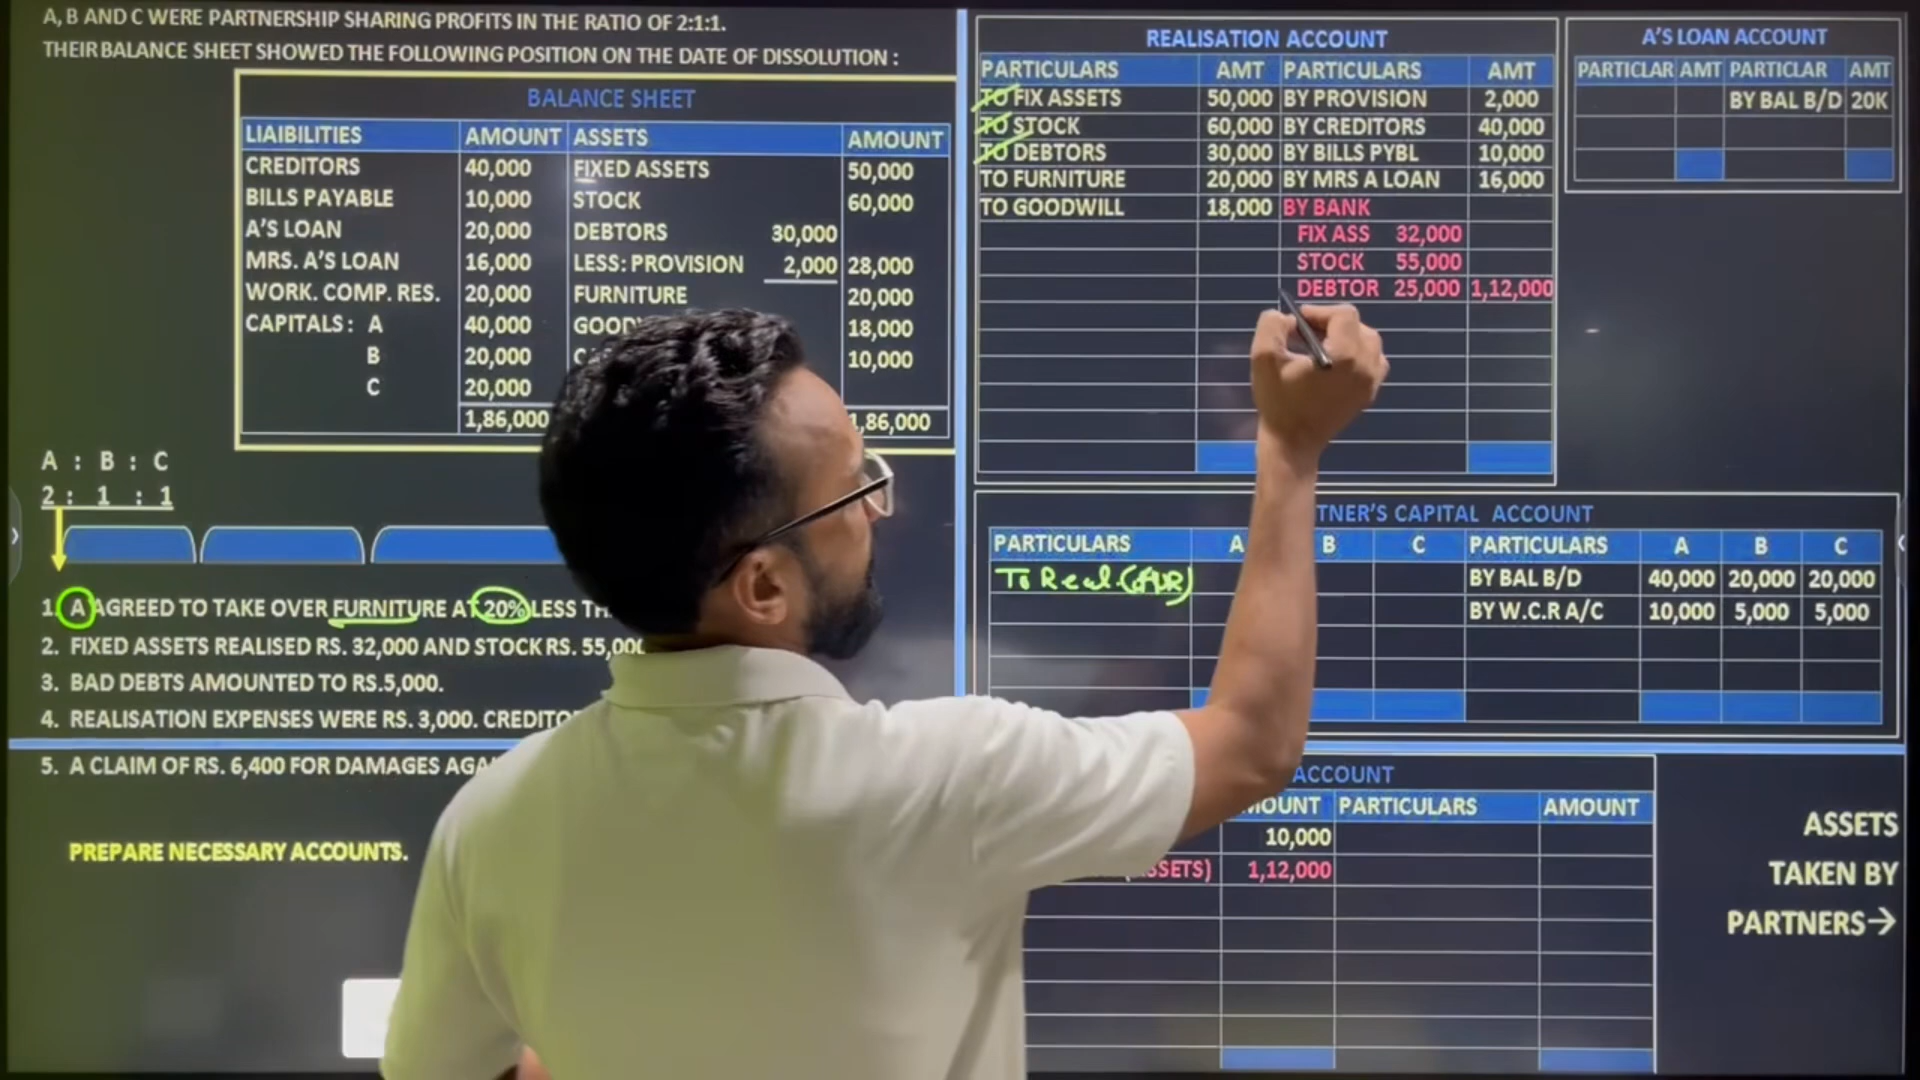 A, B AND C WERE PARTNERSHIP SHARING PROFITS IN THE RATIO OF 2:1:1.
THEIR BALANCE SHEET SHOWED THE FOLLOWING POSITION ON THE DATE OF DISSOLUTION :
BALANCE SHEET
LIAIBILITIES AMOUNT ASSETS AMOUNT
CREDITORS 40,000 FIXED ASSETS 50,000
BILLS PAYABLE 10,000 STOCK 60,000
A'S LOAN 20,000 DEBTORS 30,000
MRS. A'S LOAN 16,000 LESS: PROVISION 2,000 28,000
WORK. COMP. RES. 20,000 FURNITURE 20,000
CAPITALS: A 40,000 18,000
B 20,000 10,000
C 20,000
1,86,000 1,86,000
A : B : C
2 : 1 : 1
1. A AGREED TO TAKE OVER FURNITURE AT 20% LESS
2. FIXED ASSETS REALISED RS. 32,000 AND STOCK RS. 55,000
3. BAD DEBTS AMOUNTED TO RS.5,000.
4. REALISATION EXPENSES WERE RS. 3,000.
5. A CLAIM OF RS. 6,400 FOR DAMAGES
PREPARE NECESSARY ACCOUNTS.
REALISATION ACCOUNT
PARTICULARS AMT PARTICULARS AMT
TO FIX ASSETS 50,000 BY PROVISION 2,000
TO STOCK 60,000 BY CREDITORS 40,000
TO DEBTORS 30,000 BY BILLS PYBL 10,000
TO FURNITURE 20,000 BY MRS A LOAN 16,000
TO GOODWILL 18,000 BY BANK
FIX ASS 32,000
STOCK 55,000
DEBTOR 25,000 1,12,000
A'S LOAN ACCOUNT
PARTICLAR AMT PARTICLAR AMT
BY BAL B/D 20K
CAPITAL ACCOUNT
PARTICULARS A B C PARTICULARS A B C
To Real (FUR) BY BAL B/D 40,000 20,000 20,000
BY W.C.R A/C 10,000 5,000 5,000
ACCOUNT
PARTICULARS AMOUNT
10,000
1,12,000
ASSETS
TAKEN BY
PARTNERS→